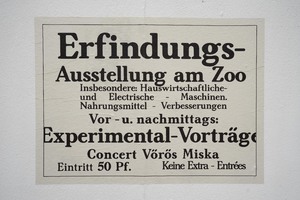 Erfindungs-
Ausstellung am Zoo
Insbesondere: Hauswirtschaftliche-
und Electrische - Maschinen.
Nahrungsmittel - Verbesserungen
Vor - u. nachmittags:
Experimental-Vorträge
Concert Vörös Miska
Eintritt 50 Pf. Keine Extra - Entrées